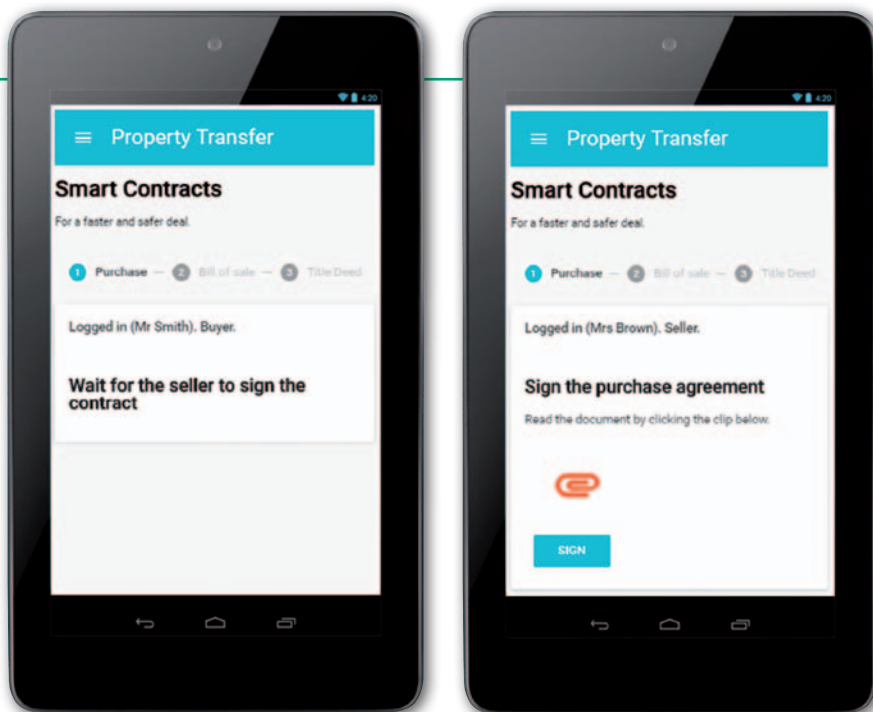 4:20
Property Transfer
Smart Contracts
For a faster and safer deal.
1 Purchase — 2 Bill of sale — 3 Title Deed
Logged in (Mr Smith). Buyer.
Wait for the seller to sign the
contract
4:20
Property Transfer
Smart Contracts
For a faster and safer deal.
1 Purchase — 2 Bill of sale — 3 Title Deed
Logged in (Mrs Brown). Seller.
Sign the purchase agreement
Read the document by clicking the clip below.
SIGN